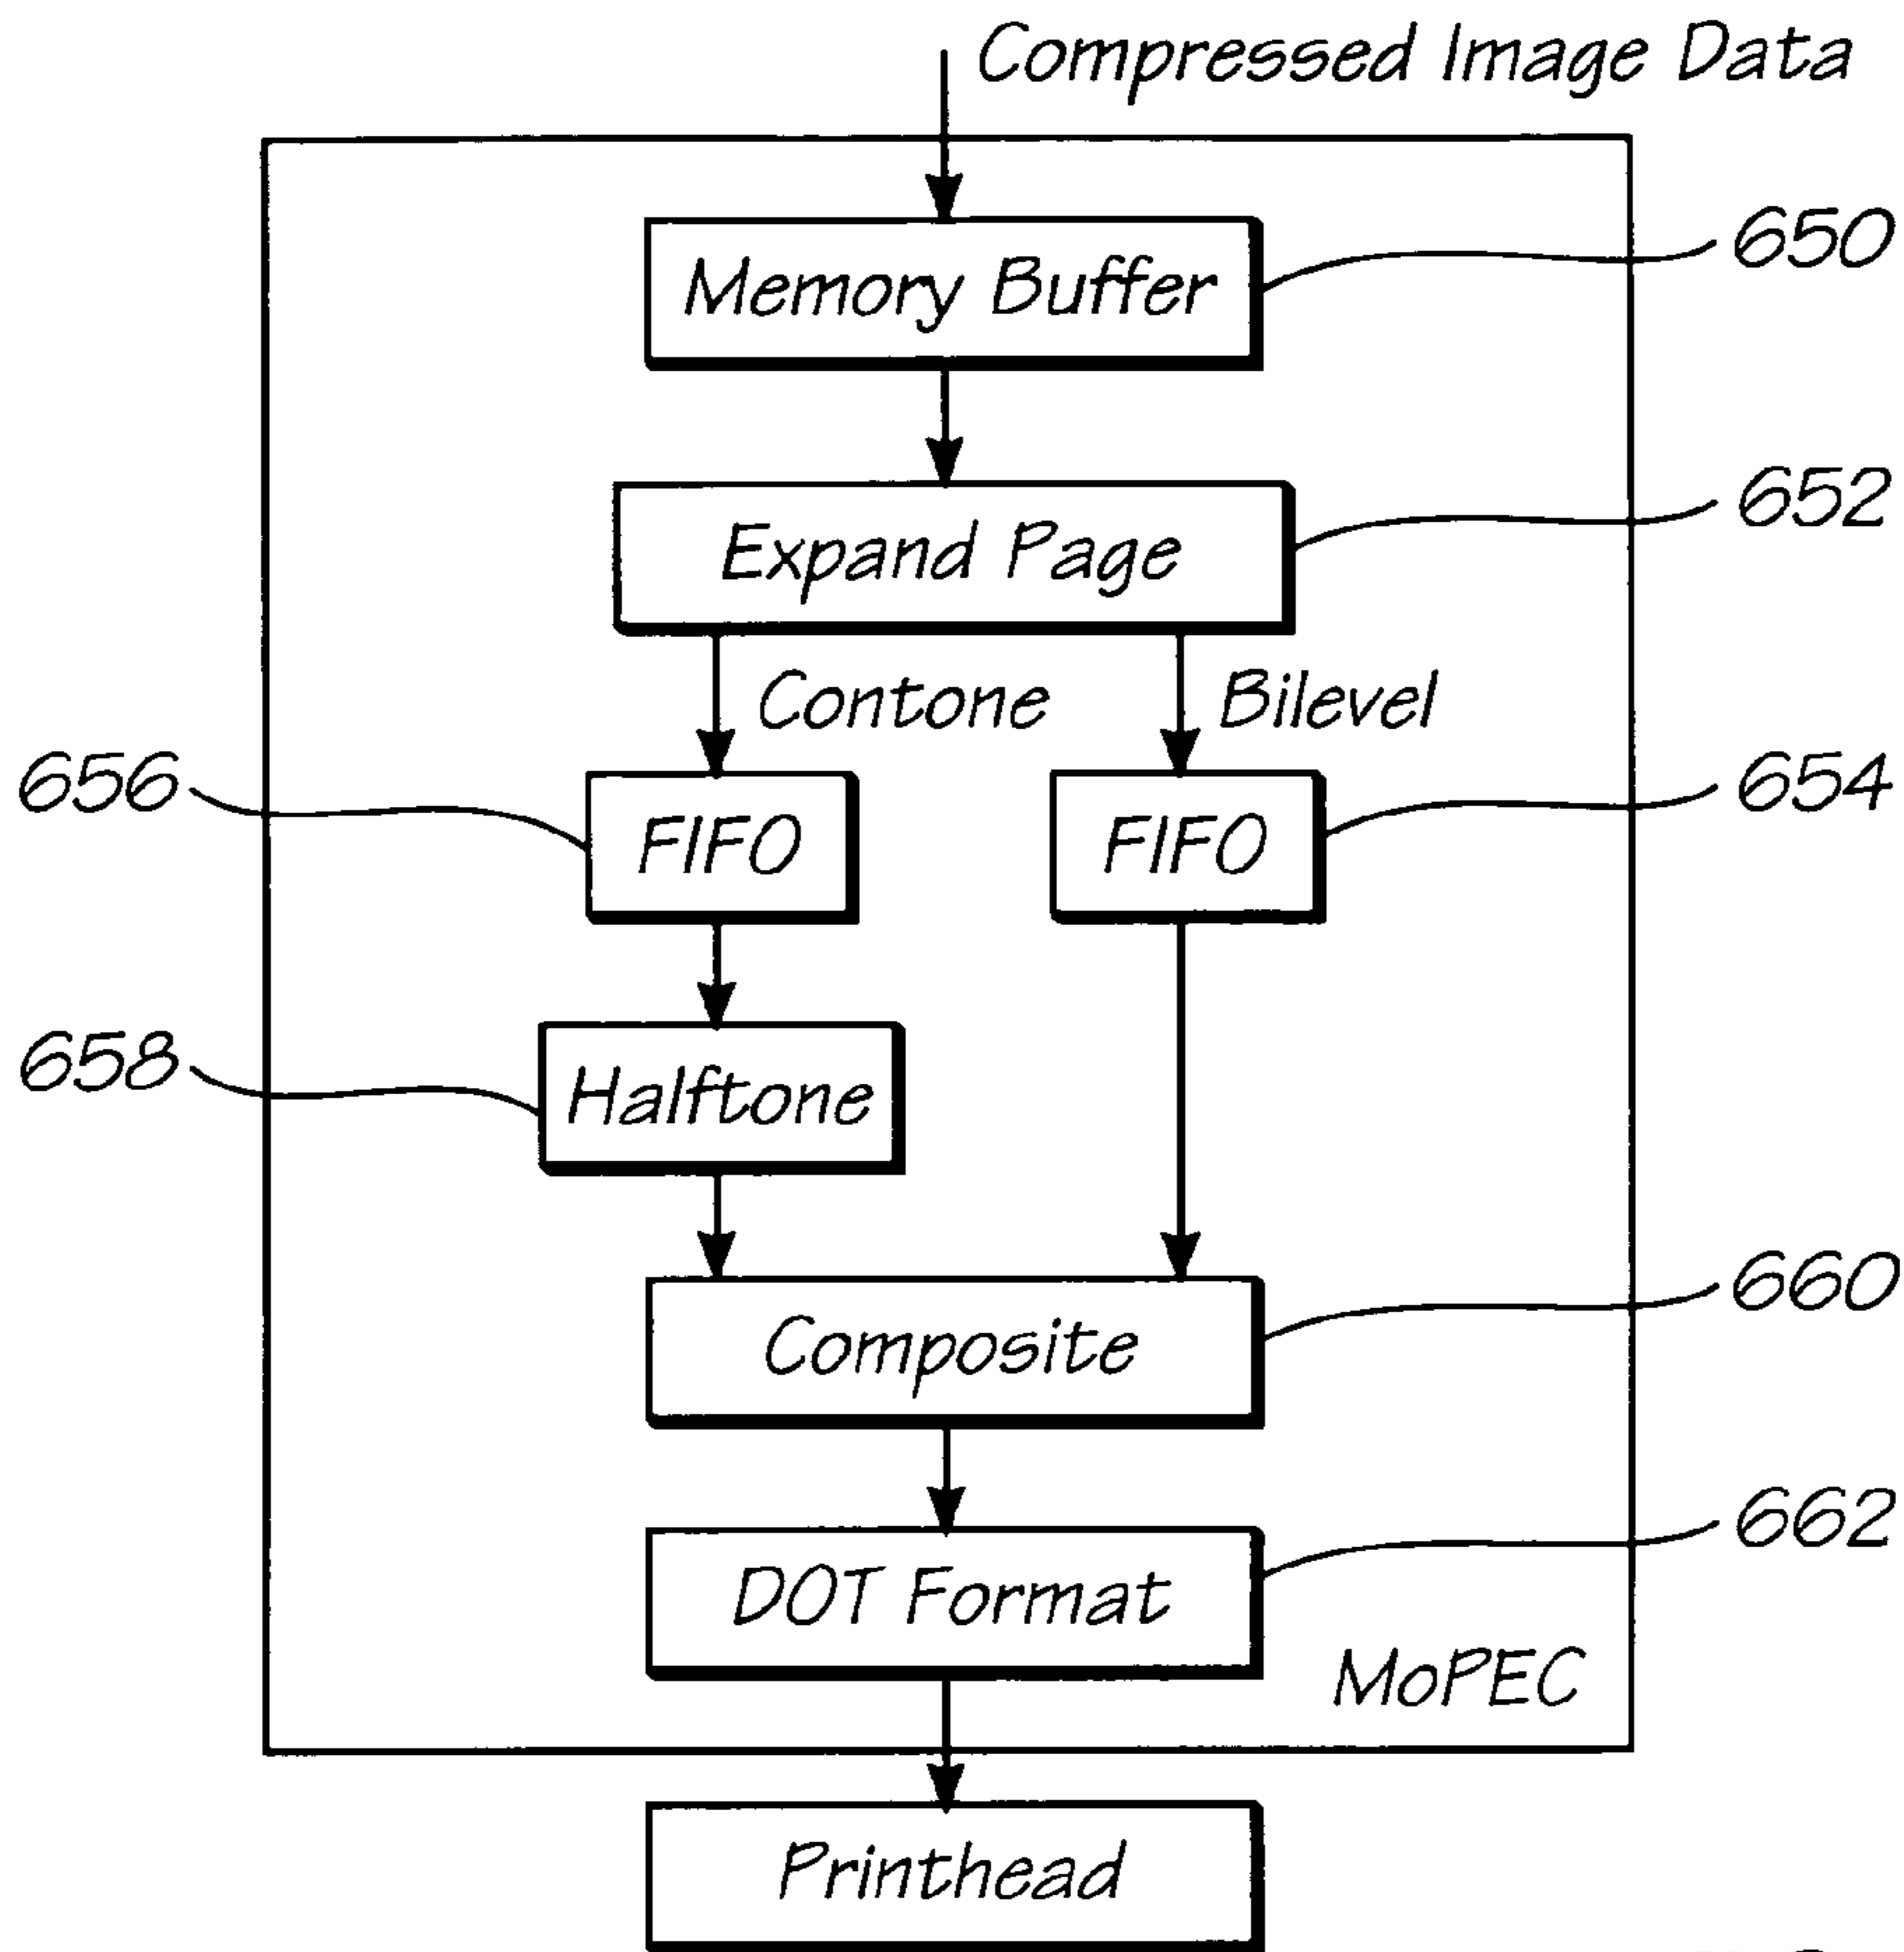 Compressed Image Data
650
Memory Buffer
652
Expand Page
Contone
Bilevel
656
654
FIFO
FIFO
658
Halftone
660
Composite
662
DOT Format
MoPEC
Printhead